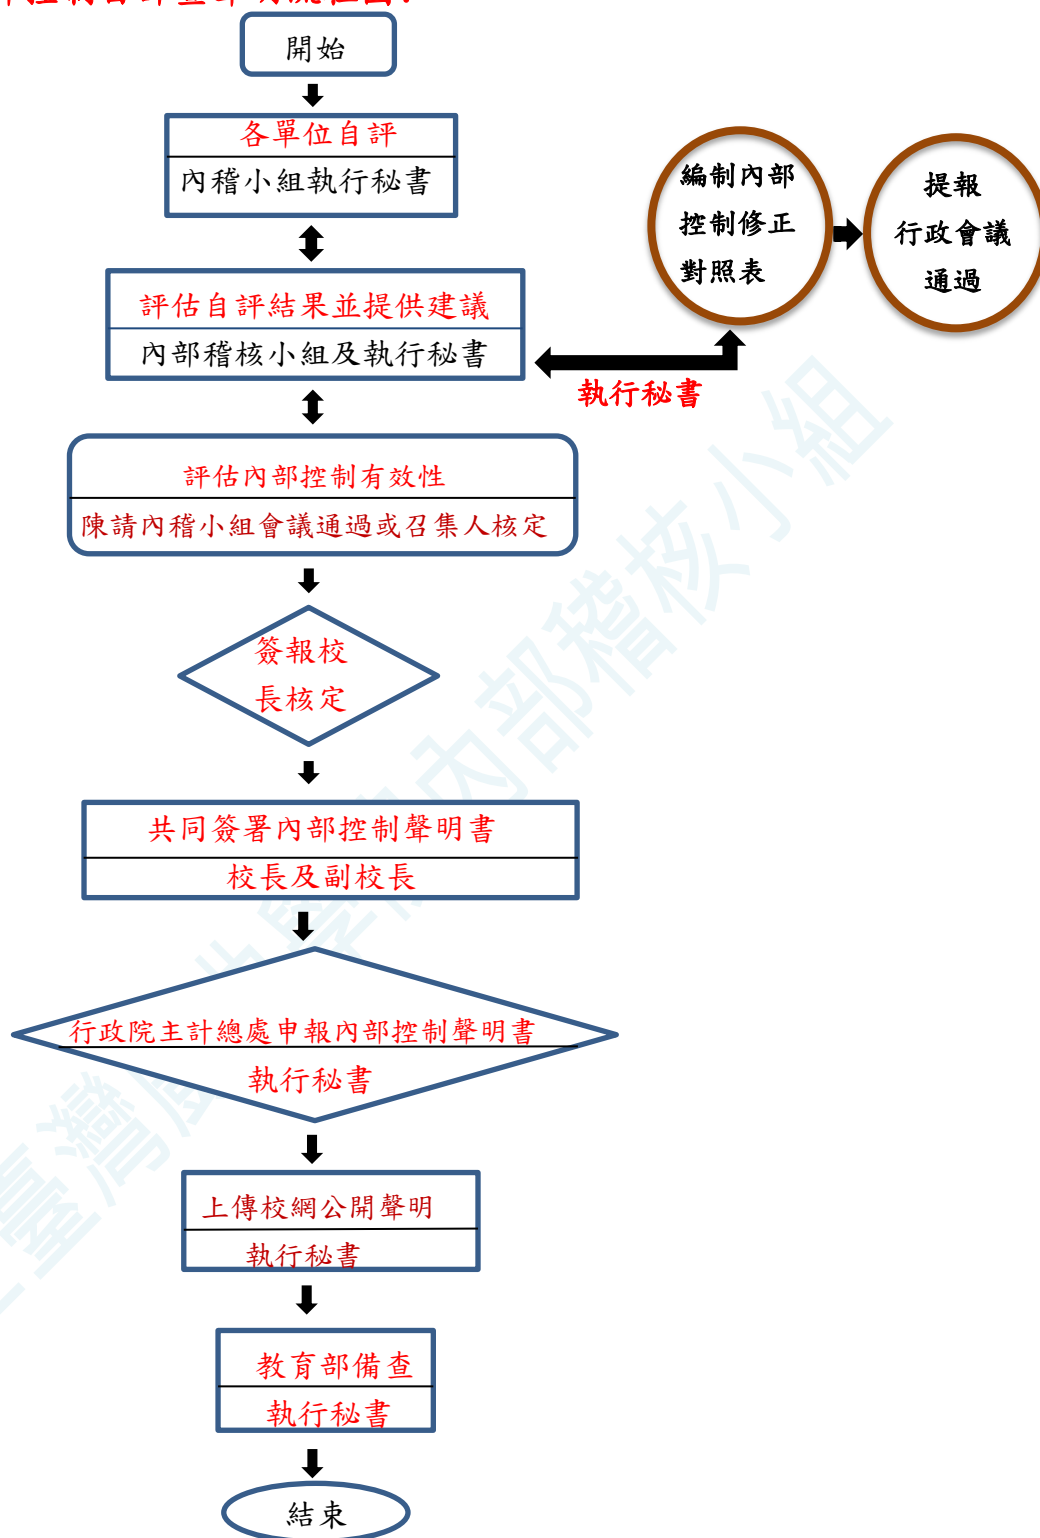 開始
各單位自評
內稽小組執行秘書
評估自評結果並提供建議
內部稽核小組及執行秘書
執行秘書
編制內部
控制修正
對照表
提報
行政會議
通過
評估內部控制有效性
陳請內稽小組會議通過或召集人核定
簽報校
長核定
共同簽署內部控制聲明書
校長及副校長
行政院主計總處申報內部控制聲明書
執行秘書
上傳校網公開聲明
執行秘書
教育部備查
執行秘書
結束